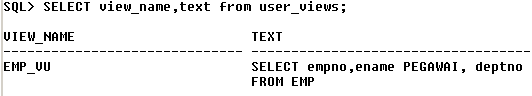 SQL> SELECT view_name,text from user_views;
VIEW_NAME TEXT
------------------------------ ------------------------------------
EMP_VU SELECT empno,ename PEGAWAI, deptno
FROM EMP